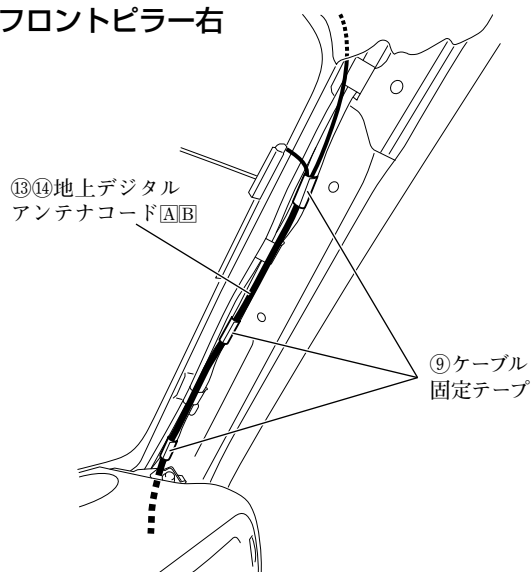 フロントピラー右
⑬⑭地上デジタル
アンテナコード🄰🄱
⑨ケーブル
固定テープ